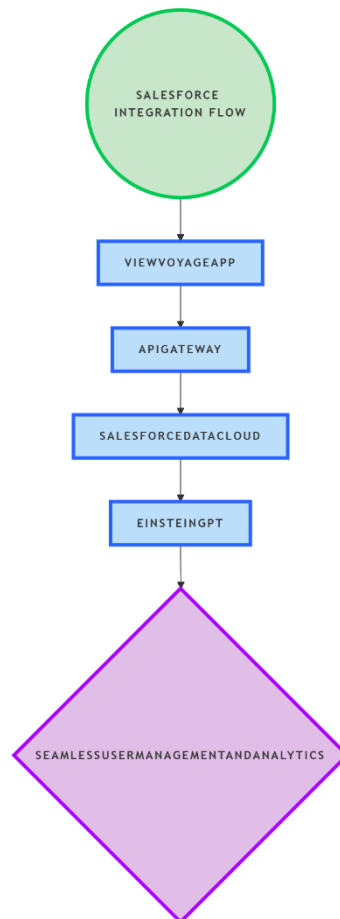 SALESFORCE
INTEGRATION FLOW
VIEWVOYAGEAPP
APIGATEWAY
SALESFORCEDATACLOUD
EINSTEINGPT
SEAMLESSUSERMANAGEMENTANDANALYTICS